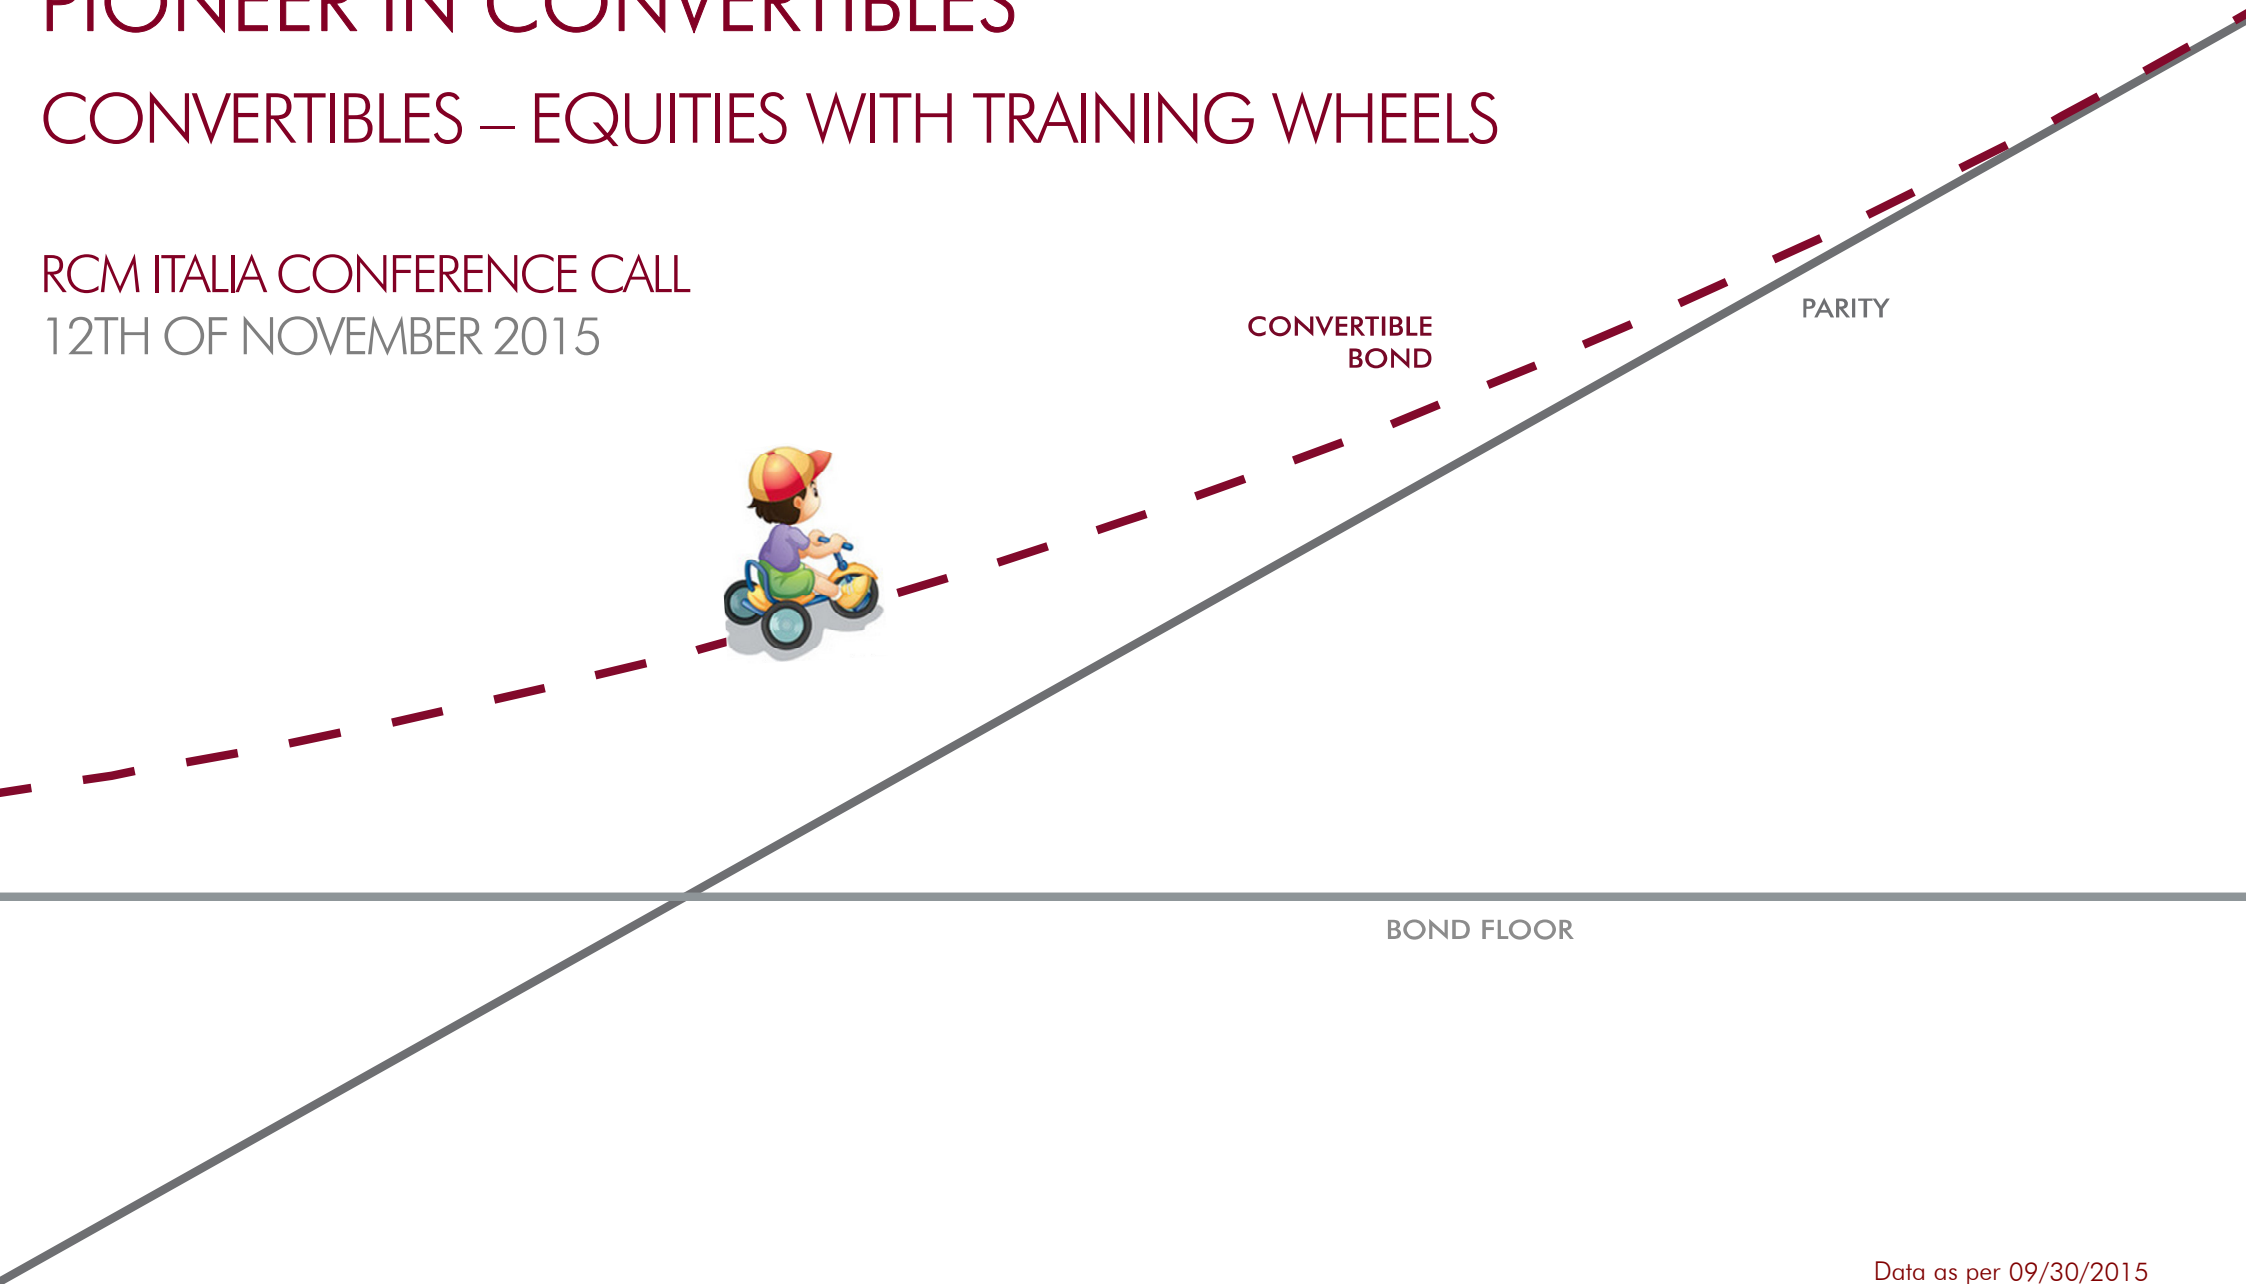 PIONEER IN CONVERTIBLES
CONVERTIBLES – EQUITIES WITH TRAINING WHEELS
RCM ITALIA CONFERENCE CALL
12TH OF NOVEMBER 2015
CONVERTIBLE
BOND
PARITY
BOND FLOOR
Data as per 09/30/2015